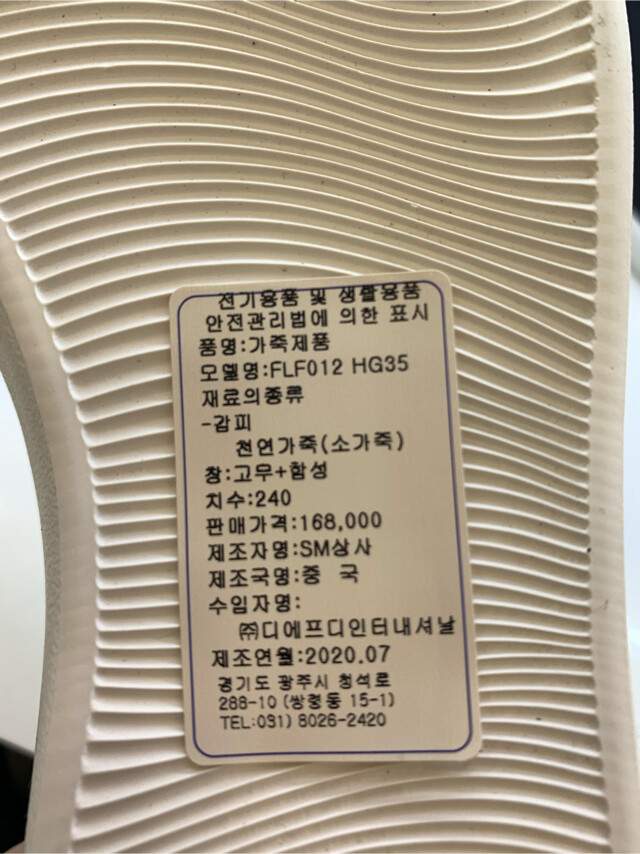 전기용품 및 생활용품
안전관리법에 의한 표시
품명:가죽제품
모델명:FLF012 HG35
재료의종류
-갑피
천연가죽(소가죽)
창:고무+합성
치수:240
판매가격:168,000
제조자명:SM상사
제조국명:중 국
수입자명:
㈜디에프디인터내셔날
제조연월:2020.07
경기도 광주시 청석로
288-10 (쌍령동 15-1)
TEL:031) 8026-2420